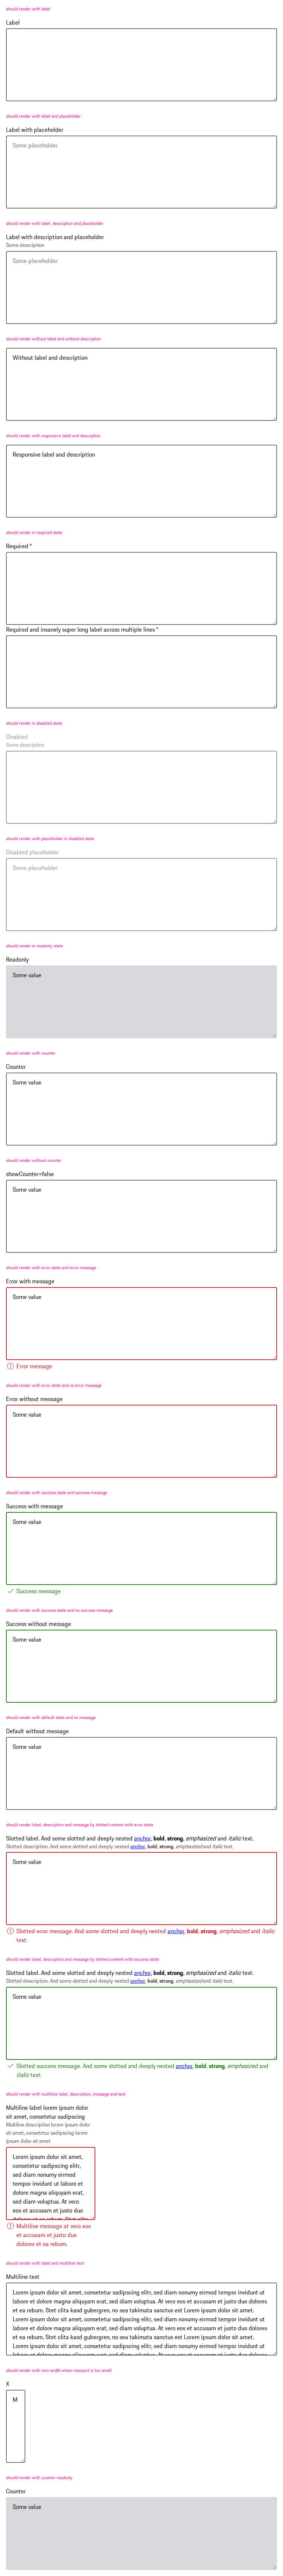 should render with label
Label
should render with label and placeholder
Label with placeholder
Some placeholder
should render with label, description and placeholder
Label with description and placeholder
Some description
Some placeholder
should render without label and without description
Without label and description
should render with responsive label and description
Responsive label and description
should render in required state
Required *
Required and insanely super long label across multiple lines *
should render in disabled state
Disabled
Some description
should render with placeholder in disabled state
Disabled placeholder
Some placeholder
should render in readonly state
Readonly
Some value
should render with counter
Counter
Some value
should render without counter
showCounter=false
Some value
should render with error state and error message
Error with message
Some value
Error message
should render with error state and no error message
Error without message
Some value
should render with success state and success message
Success with message
Some value
Success message
should render with success state and no success message
Success without message
Some value
should render with default state and no message
Default without message
Some value
should render label, description and message by slotted content with error state
Slotted label. And some slotted and deeply nested anchor, bold, strong, emphasized and italic text.
Slotted description. And some slotted and deeply nested anchor, bold, strong, emphasized and italic text.
Some value
Slotted error message. And some slotted and deeply nested anchor, bold, strong, emphasized and italic
text.
should render label, description and message by slotted content with success state
Slotted label. And some slotted and deeply nested anchor, bold, strong, emphasized and italic text.
Slotted description. And some slotted and deeply nested anchor, bold, strong, emphasized and italic text.
Some value
Slotted success message. And some slotted and deeply nested anchor, bold, strong, emphasized and
italic text.
should render with multiline label, description, message and text
Multiline label lorem ipsum dolor
sit amet, consetetur sadipscing
Multiline description lorem ipsum dolor
sit amet, consetetur sadipscing lorem
ipsum dolor sit amet
Lorem ipsum dolor sit amet,
consetetur sadipscing elitr,
sed diam nonumy eirmod
tempor invidunt ut labore et
dolore magna aliquyam erat,
sed diam voluptua. At vero
eos et accusam et justo duo
dolores et ea rebum. Stet clita
Multiline message at vero eos
et accusam et justo duo
dolores et ea rebum.
should render with label and multiline text
Multiline text
Lorem ipsum dolor sit amet, consetetur sadipscing elitr, sed diam nonumy eirmod tempor invidunt ut
labore et dolore magna aliquyam erat, sed diam voluptua. At vero eos et accusam et justo duo dolores
et ea rebum. Stet clita kasd gubergren, no sea takimata sanctus est Lorem ipsum dolor sit amet.
Lorem ipsum dolor sit amet, consetetur sadipscing elitr, sed diam nonumy eirmod tempor invidunt ut
labore et dolore magna aliquyam erat, sed diam voluptua. At vero eos et accusam et justo duo dolores
et ea rebum. Stet clita kasd gubergren, no sea takimata sanctus est Lorem ipsum dolor sit amet.
Lorem ipsum dolor sit amet, consetetur sadipscing elitr, sed diam nonumy eirmod tempor invidunt ut
labore et dolore magna aliquyam erat, sed diam voluptua. At vero eos et accusam et justo duo dolores
should render with min-width when viewport is too small
X
M
should render with counter readonly
Counter
Some value